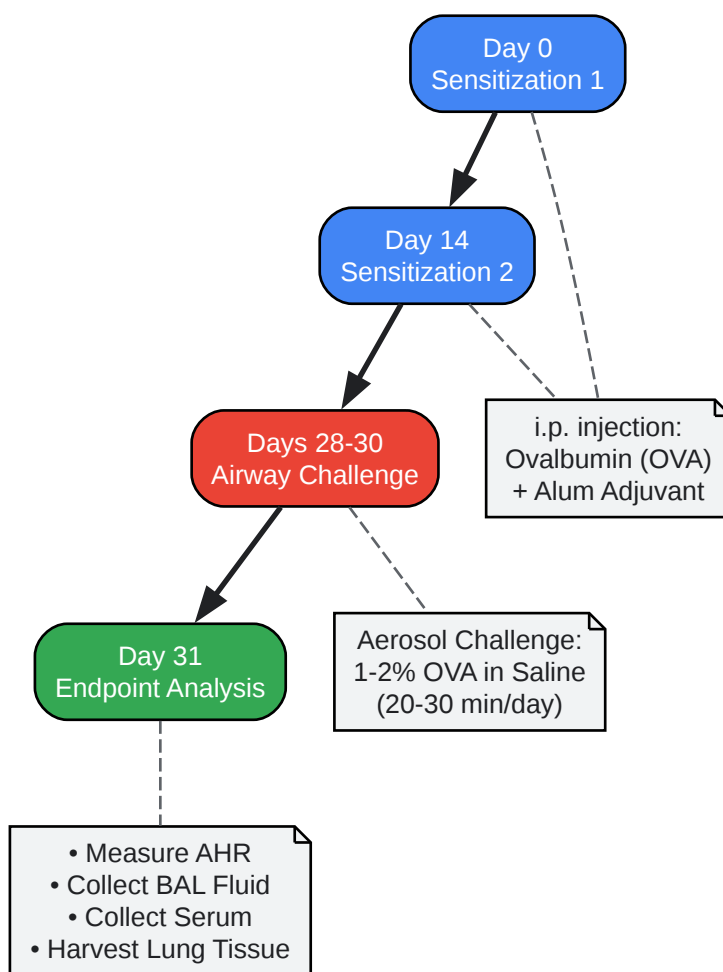 Day 0
Sensitization 1
Day 14
Sensitization 2
i.p. injection:
Ovalbumin (OVA)
+ Alum Adjuvant
Days 28-30
Airway Challenge
Aerosol Challenge:
1-2% OVA in Saline
(20-30 min/day)
Day 31
Endpoint Analysis
• Measure AHR
• Collect BAL Fluid
• Collect Serum
• Harvest Lung Tissue